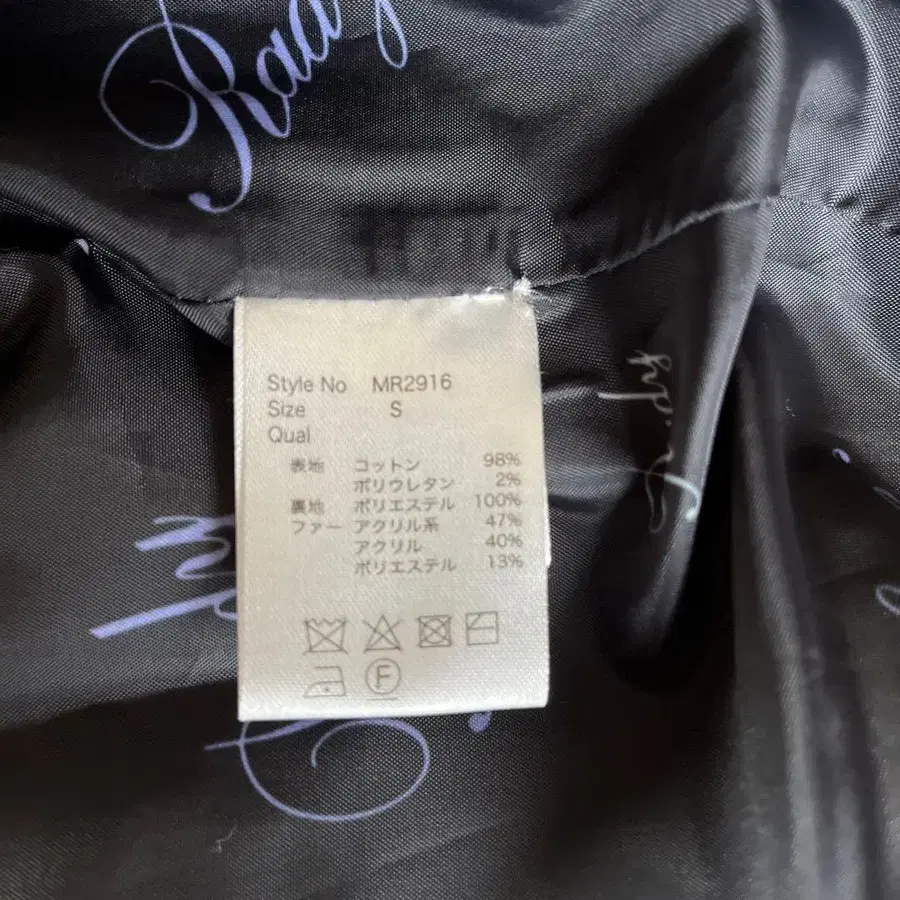 Rady
Style No MR2916
Size S
Qual
表地 コットン 98%
ポリウレタン 2%
裏地 ポリエステル 100%
ファー アクリル系 47%
アクリル 40%
ポリエステル 13%
F